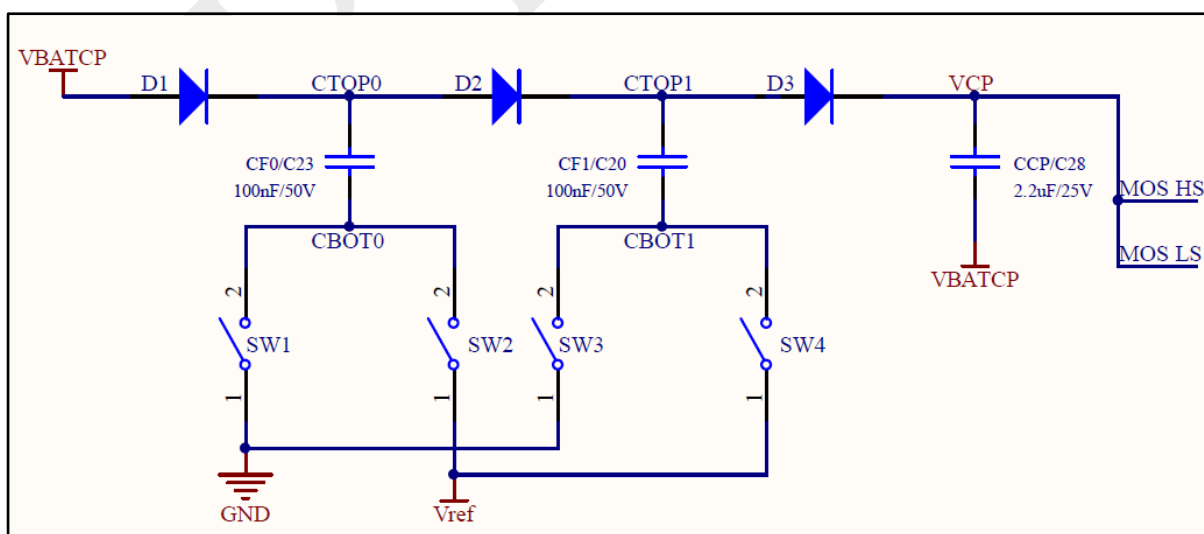 VBATCP
D1
CTOP0
D2
CTOP1
D3
VCP
CF0/C23
100nF/50V
CF1/C20
100nF/50V
CCP/C28
2.2uF/25V
MOS HS
CBOT0
CBOT1
MOS LS
VBATCP
2
2
2
2
SW1
SW2
SW3
SW4
1
1
1
1
GND
Vref